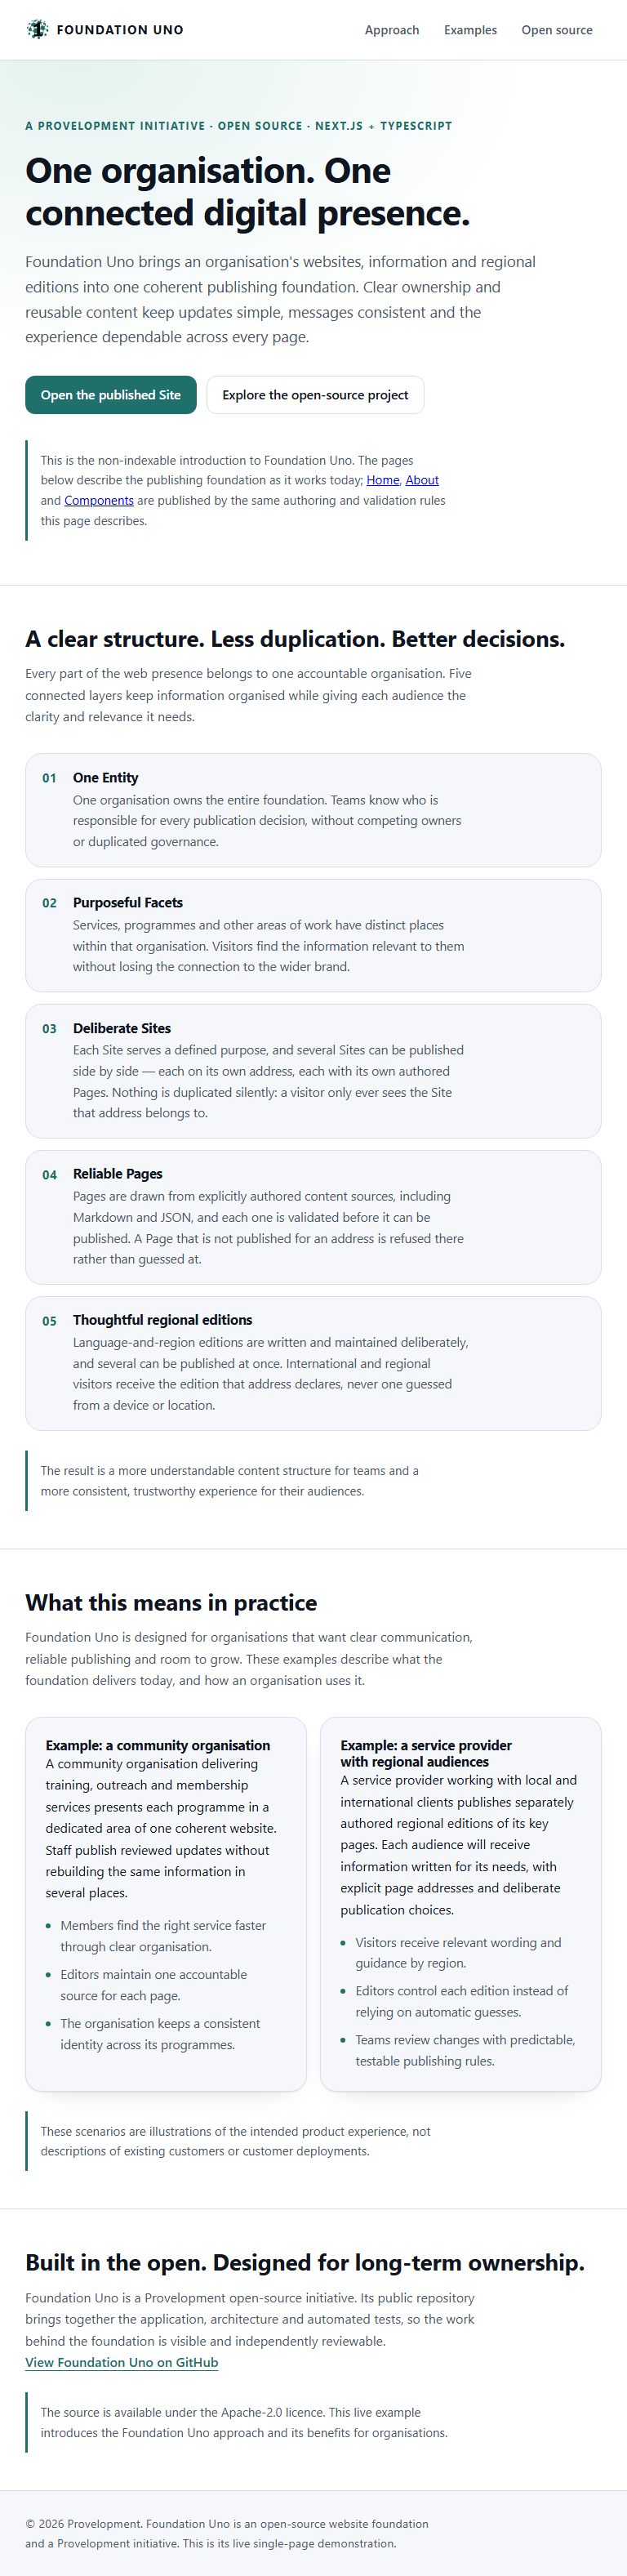 FOUNDATION UNO
Approach
Examples
Open source
A PROVELOPMENT INITIATIVE · OPEN SOURCE · NEXT.JS + TYPESCRIPT
One organisation. One
connected digital presence.
Foundation Uno brings an organisation's websites, information and regional
editions into one coherent publishing foundation. Clear ownership and
reusable content keep updates simple, messages consistent and the
experience dependable across every page.
Open the published Site
Explore the open-source project
This is the non-indexable introduction to Foundation Uno. The pages
below describe the publishing foundation as it works today; Home, About
and Components are published by the same authoring and validation rules
this page describes.
A clear structure. Less duplication. Better decisions.
Every part of the web presence belongs to one accountable organisation. Five
connected layers keep information organised while giving each audience the
clarity and relevance it needs.
01 One Entity
One organisation owns the entire foundation. Teams know who is
responsible for every publication decision, without competing owners
or duplicated governance.
02 Purposeful Facets
Services, programmes and other areas of work have distinct places
within that organisation. Visitors find the information relevant to them
without losing the connection to the wider brand.
03 Deliberate Sites
Each Site serves a defined purpose, and several Sites can be published
side by side — each on its own address, each with its own authored
Pages. Nothing is duplicated silently: a visitor only ever sees the Site
that address belongs to.
04 Reliable Pages
Pages are drawn from explicitly authored content sources, including
Markdown and JSON, and each one is validated before it can be
published. A Page that is not published for an address is refused there
rather than guessed at.
05 Thoughtful regional editions
Language-and-region editions are written and maintained deliberately,
and several can be published at once. International and regional
visitors receive the edition that address declares, never one guessed
from a device or location.
The result is a more understandable content structure for teams and a
more consistent, trustworthy experience for their audiences.
What this means in practice
Foundation Uno is designed for organisations that want clear communication,
reliable publishing and room to grow. These examples describe what the
foundation delivers today, and how an organisation uses it.
Example: a community organisation
A community organisation delivering
training, outreach and membership
services presents each programme in a
dedicated area of one coherent website.
Staff publish reviewed updates without
rebuilding the same information in
several places.
• Members find the right service faster
through clear organisation.
• Editors maintain one accountable
source for each page.
• The organisation keeps a consistent
identity across its programmes.
Example: a service provider
with regional audiences
A service provider working with local and
international clients publishes separately
authored regional editions of its key
pages. Each audience will receive
information written for its needs, with
explicit page addresses and deliberate
publication choices.
• Visitors receive relevant wording and
guidance by region.
• Editors control each edition instead of
relying on automatic guesses.
• Teams review changes with predictable,
testable publishing rules.
These scenarios are illustrations of the intended product experience, not
descriptions of existing customers or customer deployments.
Built in the open. Designed for long-term ownership.
Foundation Uno is a Provelopment open-source initiative. Its public repository
brings together the application, architecture and automated tests, so the work
behind the foundation is visible and independently reviewable.
View Foundation Uno on GitHub
The source is available under the Apache-2.0 licence. This live example
introduces the Foundation Uno approach and its benefits for organisations.
© 2026 Provelopment. Foundation Uno is an open-source website foundation
and a Provelopment initiative. This is its live single-page demonstration.